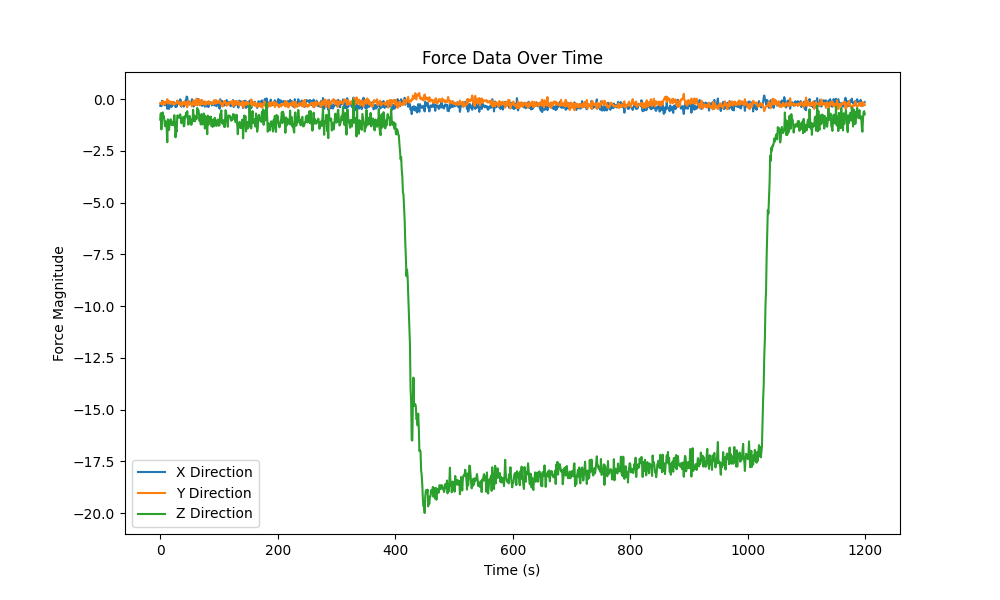 Force Data Over Time
Force Magnitude
0.0
−2.5
−5.0
−7.5
−10.0
−12.5
−15.0
−17.5
−20.0
X Direction
Y Direction
Z Direction
0 200 400 600 800 1000 1200
Time (s)